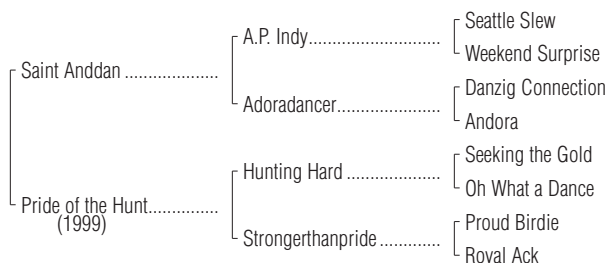 Seattle Slew
A.P. Indy..............................
Weekend Surprise
Saint Anddan .....................
Danzig Connection
Adoradancer.......................
Andora
Seeking the Gold
Hunting Hard .....................
Oh What a Dance
Pride of the Hunt................
(1999)
Proud Birdie
Strongerthanpride .............
Royal Ack